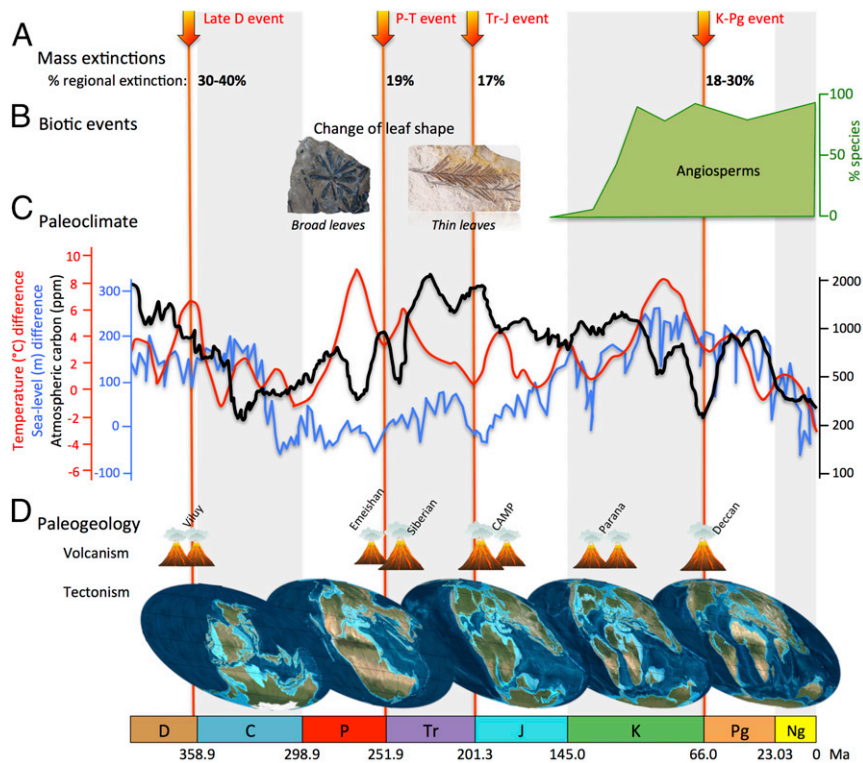 A
Late D event
P-T event
Tr-J event
K-Pg event
Mass extinctions
% regional extinction:
30-40%
19%
17%
18-30%
B
Biotic events
Change of leaf shape
Broad leaves
Thin leaves
Angiosperms
100
50
0
% species
C
Paleoclimate
Temperature (°C) difference
Sea-level (m) difference
Atmospheric carbon (ppm)
10
8
6
4
2
0
-2
-4
-6
300
200
100
0
-100
2000
1000
500
200
100
D
Paleogeology
Volcanism
Viluy
Emeishan
Siberian
CAMP
Parana
Deccan
Tectonism
D C P Tr J K Pg Ng
358.9 298.9 251.9 201.3 145.0 66.0 23.03 0 Ma